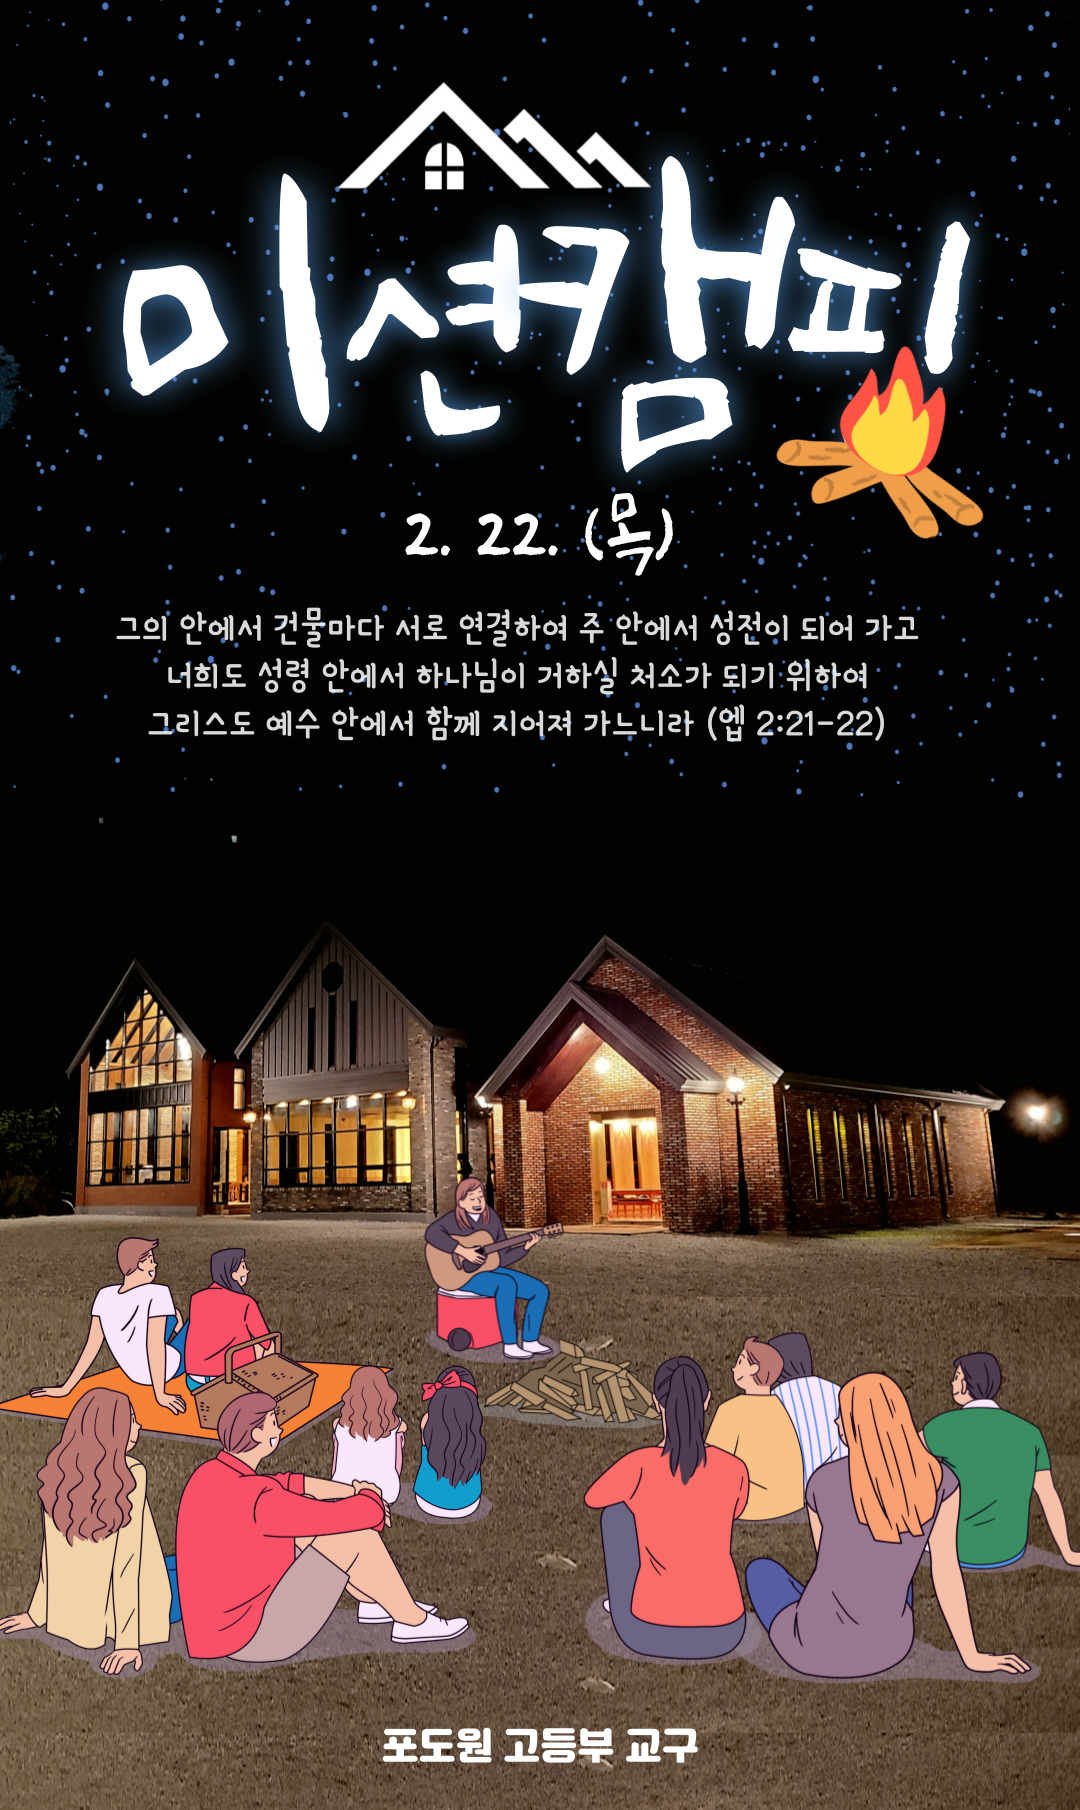 미션캠피
2. 22. (목)
그의 안에서 건물마다 서로 연결하여 주 안에서 성전이 되어 가고
너희도 성령 안에서 하나님이 거하실 처소가 되기 위하여
그리스도 예수 안에서 함께 지어져 가느니라 (엡 2:21-22)
포도원 고등부 교구